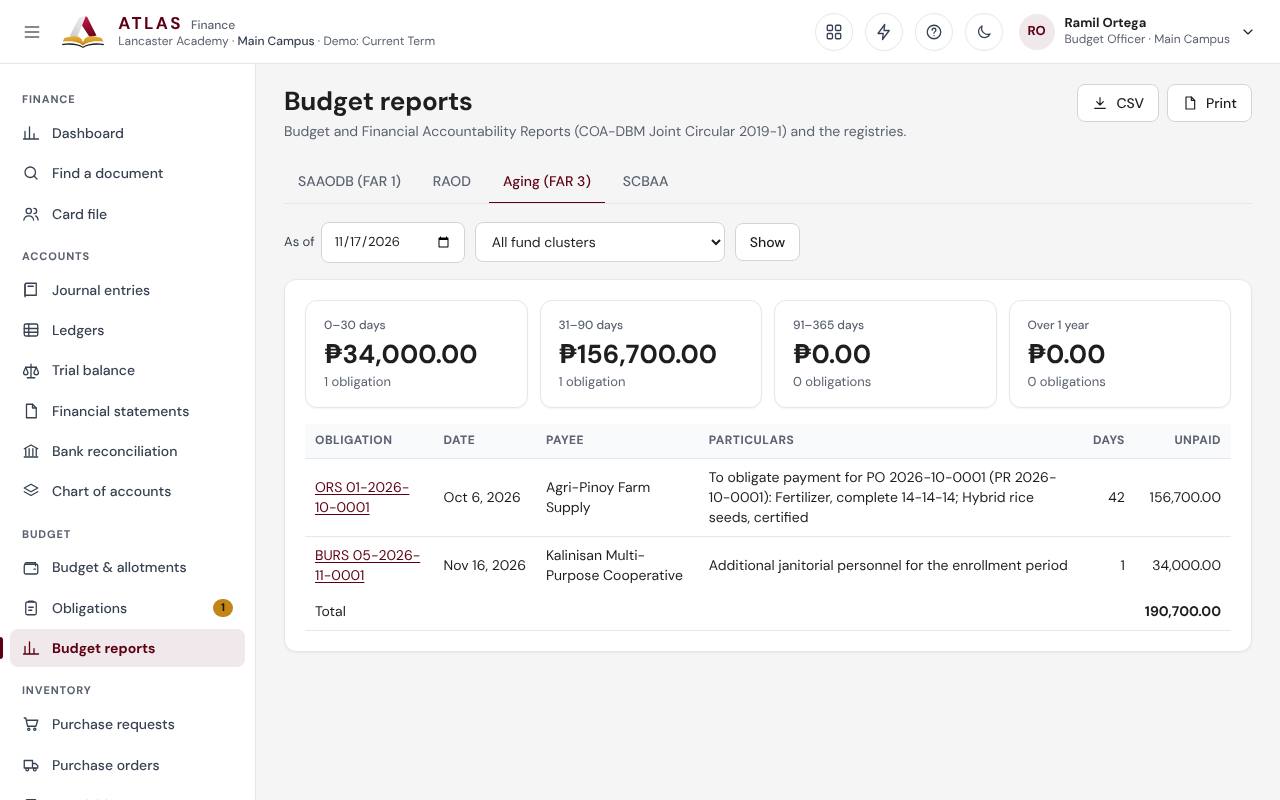 ATLAS Finance
Lancaster Academy · Main Campus · Demo: Current Term
RO
Ramil Ortega
Budget Officer · Main Campus
FINANCE
Dashboard
Find a document
Card file
ACCOUNTS
Journal entries
Ledgers
Trial balance
Financial statements
Bank reconciliation
Chart of accounts
BUDGET
Budget & allotments
Obligations 1
Budget reports
INVENTORY
Purchase requests
Purchase orders
Budget reports
Budget and Financial Accountability Reports (COA-DBM Joint Circular 2019-1) and the registries.
CSV
Print
SAAODB (FAR 1) RAOD Aging (FAR 3) SCBAA
As of 11/17/2026 All fund clusters Show
0–30 days
₱34,000.00
1 obligation
31–90 days
₱156,700.00
1 obligation
91–365 days
₱0.00
0 obligations
Over 1 year
₱0.00
0 obligations
OBLIGATION DATE PAYEE PARTICULARS DAYS UNPAID
ORS 01-2026-
10-0001
Oct 6, 2026
Agri-Pinoy Farm
Supply
To obligate payment for PO 2026-10-0001 (PR 2026-
10-0001): Fertilizer, complete 14-14-14; Hybrid rice
seeds, certified
42
156,700.00
BURS 05-2026-
11-0001
Nov 16, 2026
Kalinisan Multi-
Purpose Cooperative
Additional janitorial personnel for the enrollment period
1
34,000.00
Total 190,700.00